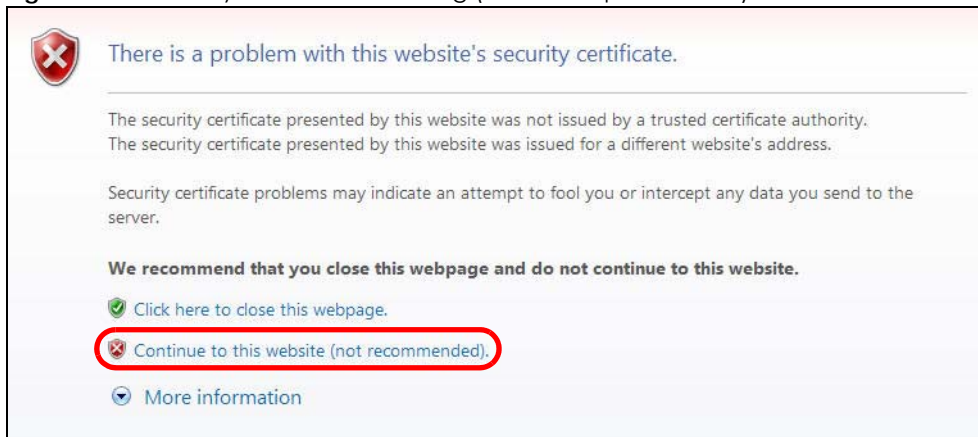 There is a problem with this website's security certificate.
The security certificate presented by this website was not issued by a trusted certificate authority.
The security certificate presented by this website was issued for a different website's address.
Security certificate problems may indicate an attempt to fool you or intercept any data you send to the
server.
We recommend that you close this webpage and do not continue to this website.
Click here to close this webpage.
Continue to this website (not recommended).
More information